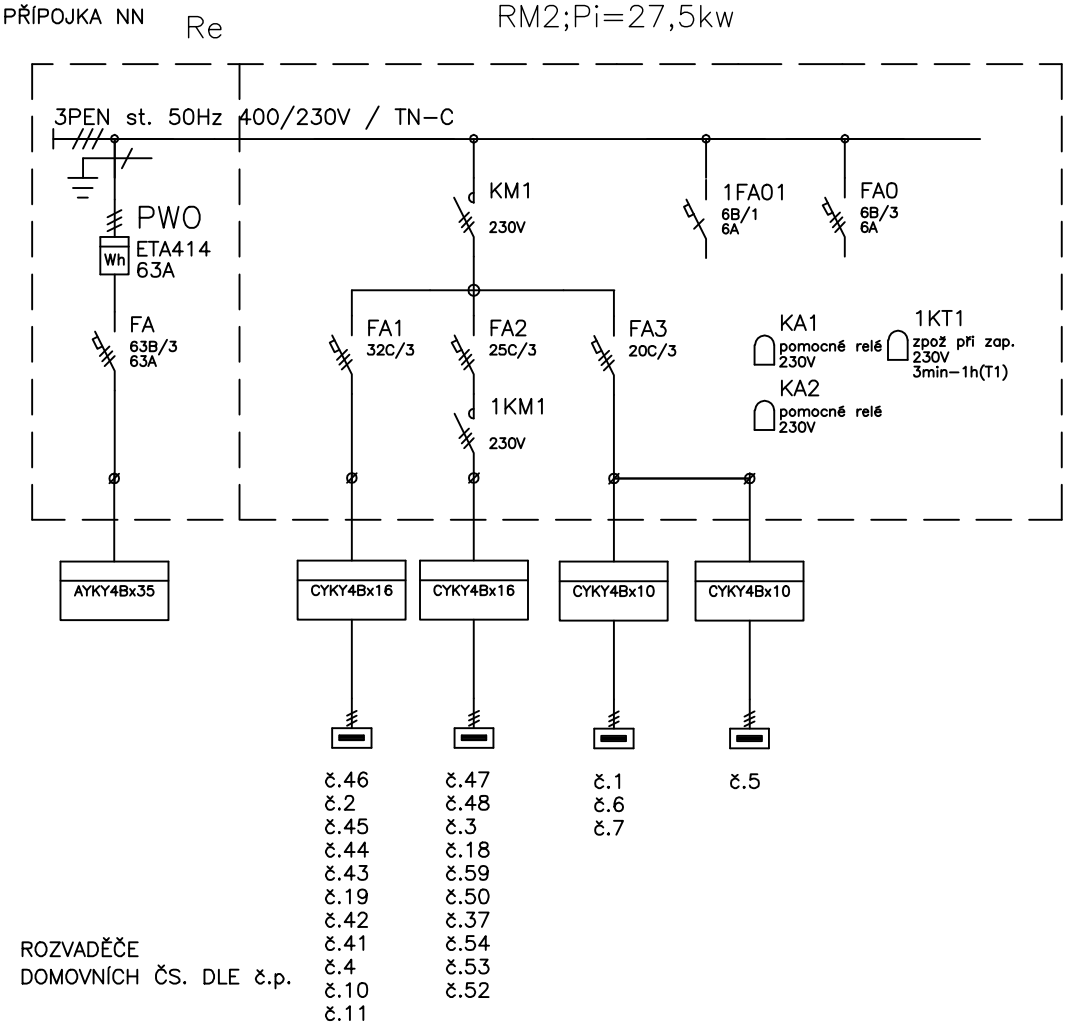 PŘÍPOJKA NN
Re
RM2;Pi=27,5kw
3PEN st. 50Hz 400/230V / TN-C
PWO
ETA414
63A
Wh
FA
63B/3
63A
KM1
230V
1FA01
6B/1
6A
FA0
6B/3
6A
FA1
32C/3
FA2
25C/3
FA3
20C/3
1KM1
230V
KA1
pomocné relé
230V
KA2
pomocné relé
230V
1KT1
zpož při zap.
230V
3min-1h(T1)
AYKY4Bx35
CYKY4Bx16
CYKY4Bx16
CYKY4Bx10
CYKY4Bx10
č.46
č.2
č.45
č.44
č.43
č.19
č.42
č.41
č.4
č.10
č.11
č.47
č.48
č.3
č.18
č.59
č.50
č.37
č.54
č.53
č.52
č.1
č.6
č.7
č.5
ROZVADĚČE
DOMOVNÍCH ČS. DLE č.p.